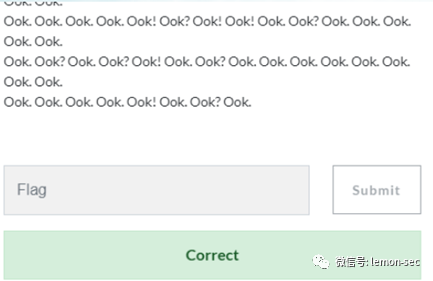 Ook. Ook.
Ook. Ook. Ook. Ook. Ook! Ook? Ook! Ook! Ook. Ook? Ook. Ook. Ook.
Ook. Ook.
Ook. Ook? Ook. Ook? Ook! Ook. Ook? Ook. Ook. Ook. Ook. Ook. Ook.
Ook. Ook.
Ook. Ook. Ook. Ook. Ook! Ook. Ook? Ook.
Flag
Submit
Correct
微信号: lemon-sec